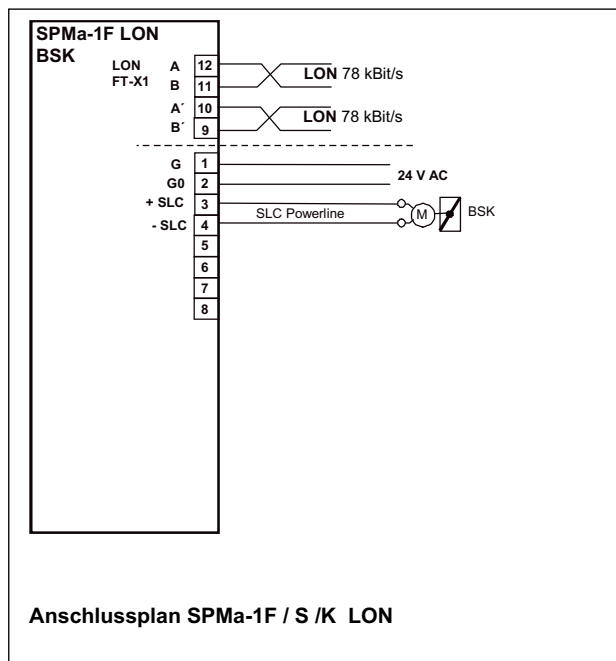 SPMa-1F LON
BSK
LON
FT-X1
A 12
B 11
LON 78 kBit/s
A´ 10
B´ 9
LON 78 kBit/s
G 1
G0 2
24 V AC
+ SLC 3
- SLC 4
SLC Powerline
M
BSK
5
6
7
8
Anschlussplan SPMa-1F / S /K LON